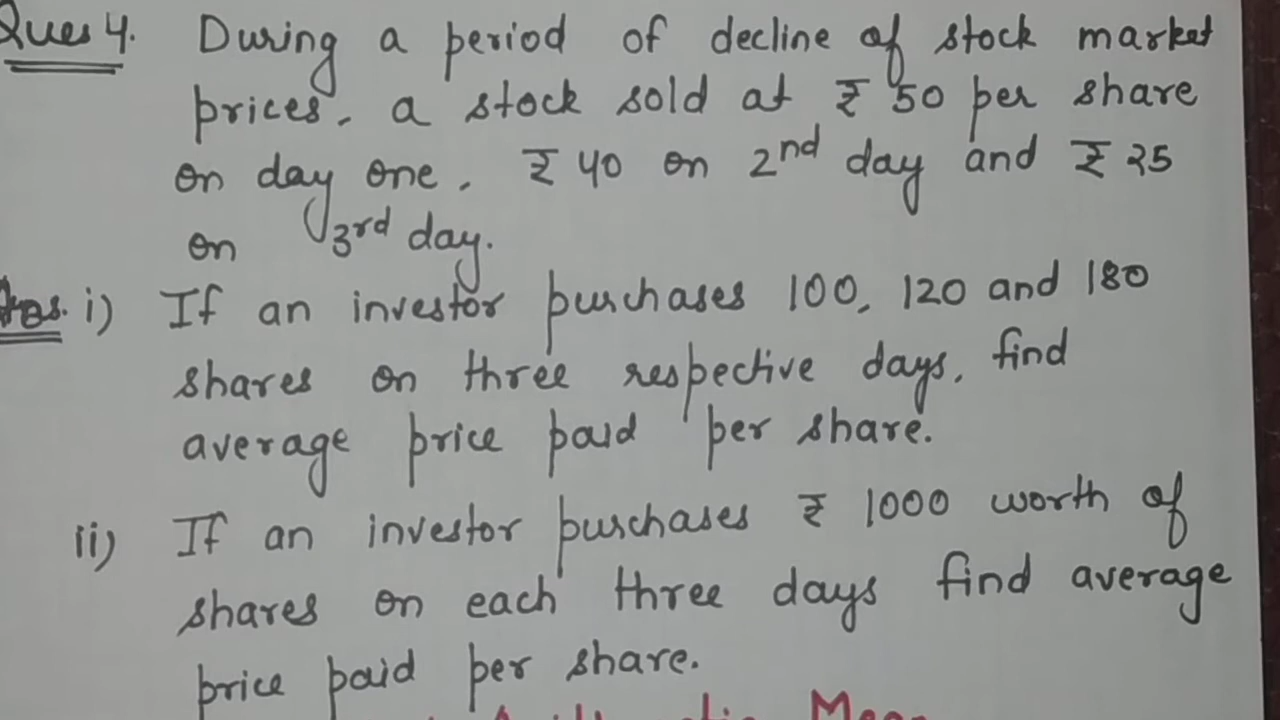 Ques 4. During a period of decline of stock market
prices, a stock sold at ₹ 50 per share
on day one, ₹ 40 on 2nd day and ₹ 25
on 3rd day.
Ans. i) If an investor purchases 100, 120 and 180
shares on three respective days, find
average price paid per share.
ii) If an investor purchases ₹ 1000 worth of
shares on each three days find average
price paid per share.